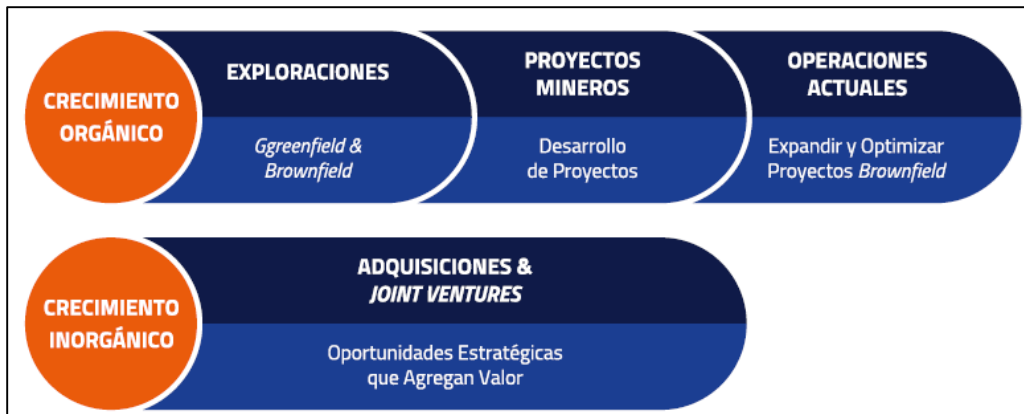 CRECIMIENTO
ORGÁNICO
EXPLORACIONES
Ggreenfield &
Brownfield
PROYECTOS
MINEROS
Desarrollo
de Proyectos
OPERACIONES
ACTUALES
Expandir y Optimizar
Proyectos Brownfield
CRECIMIENTO
INORGÁNICO
ADQUISICIONES &
JOINT VENTURES
Oportunidades Estratégicas
que Agregan Valor